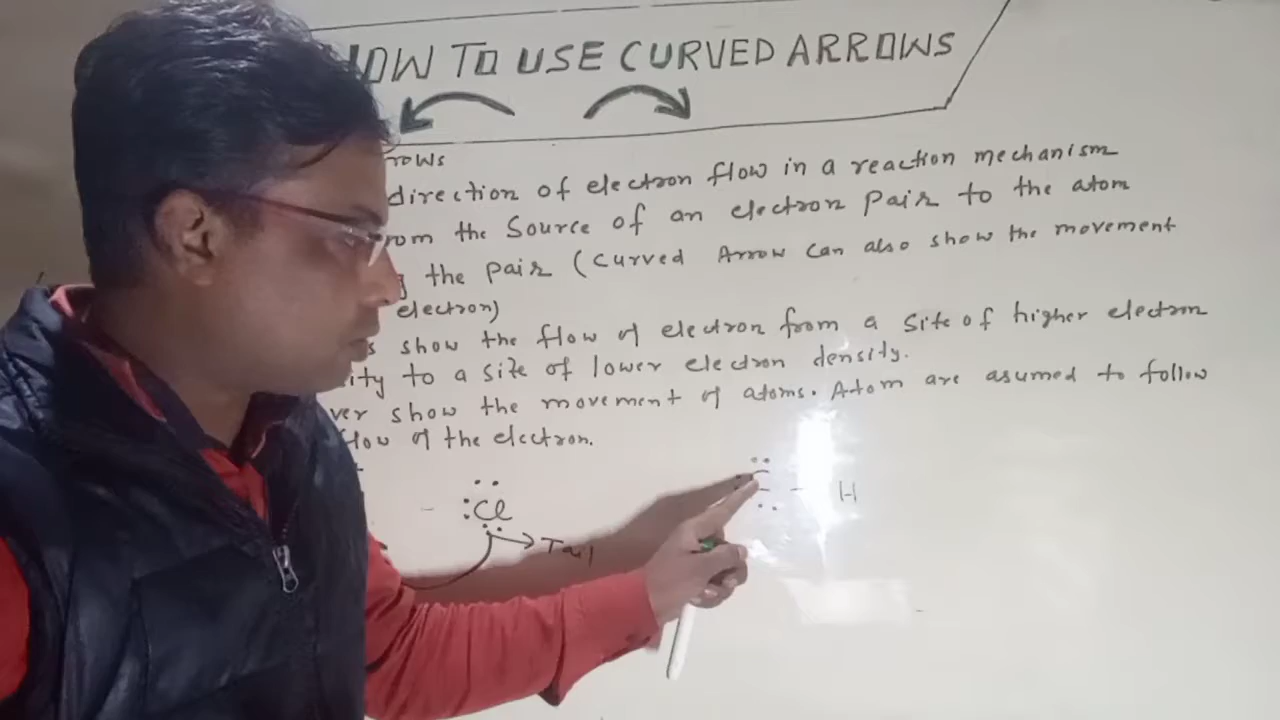 OW TO USE CURVED ARROWS
rows
direction of electron flow in a reaction mechanism
rom the Source of an electron pair to the atom
g the pair (Curved Arrow can also show the movement
electron)
s show the flow of electron from a site of higher electron
ity to a site of lower electron density.
ver show the movement of atoms. Atom are asumed to follow
flow of the electron.
:Cl
H
Tail